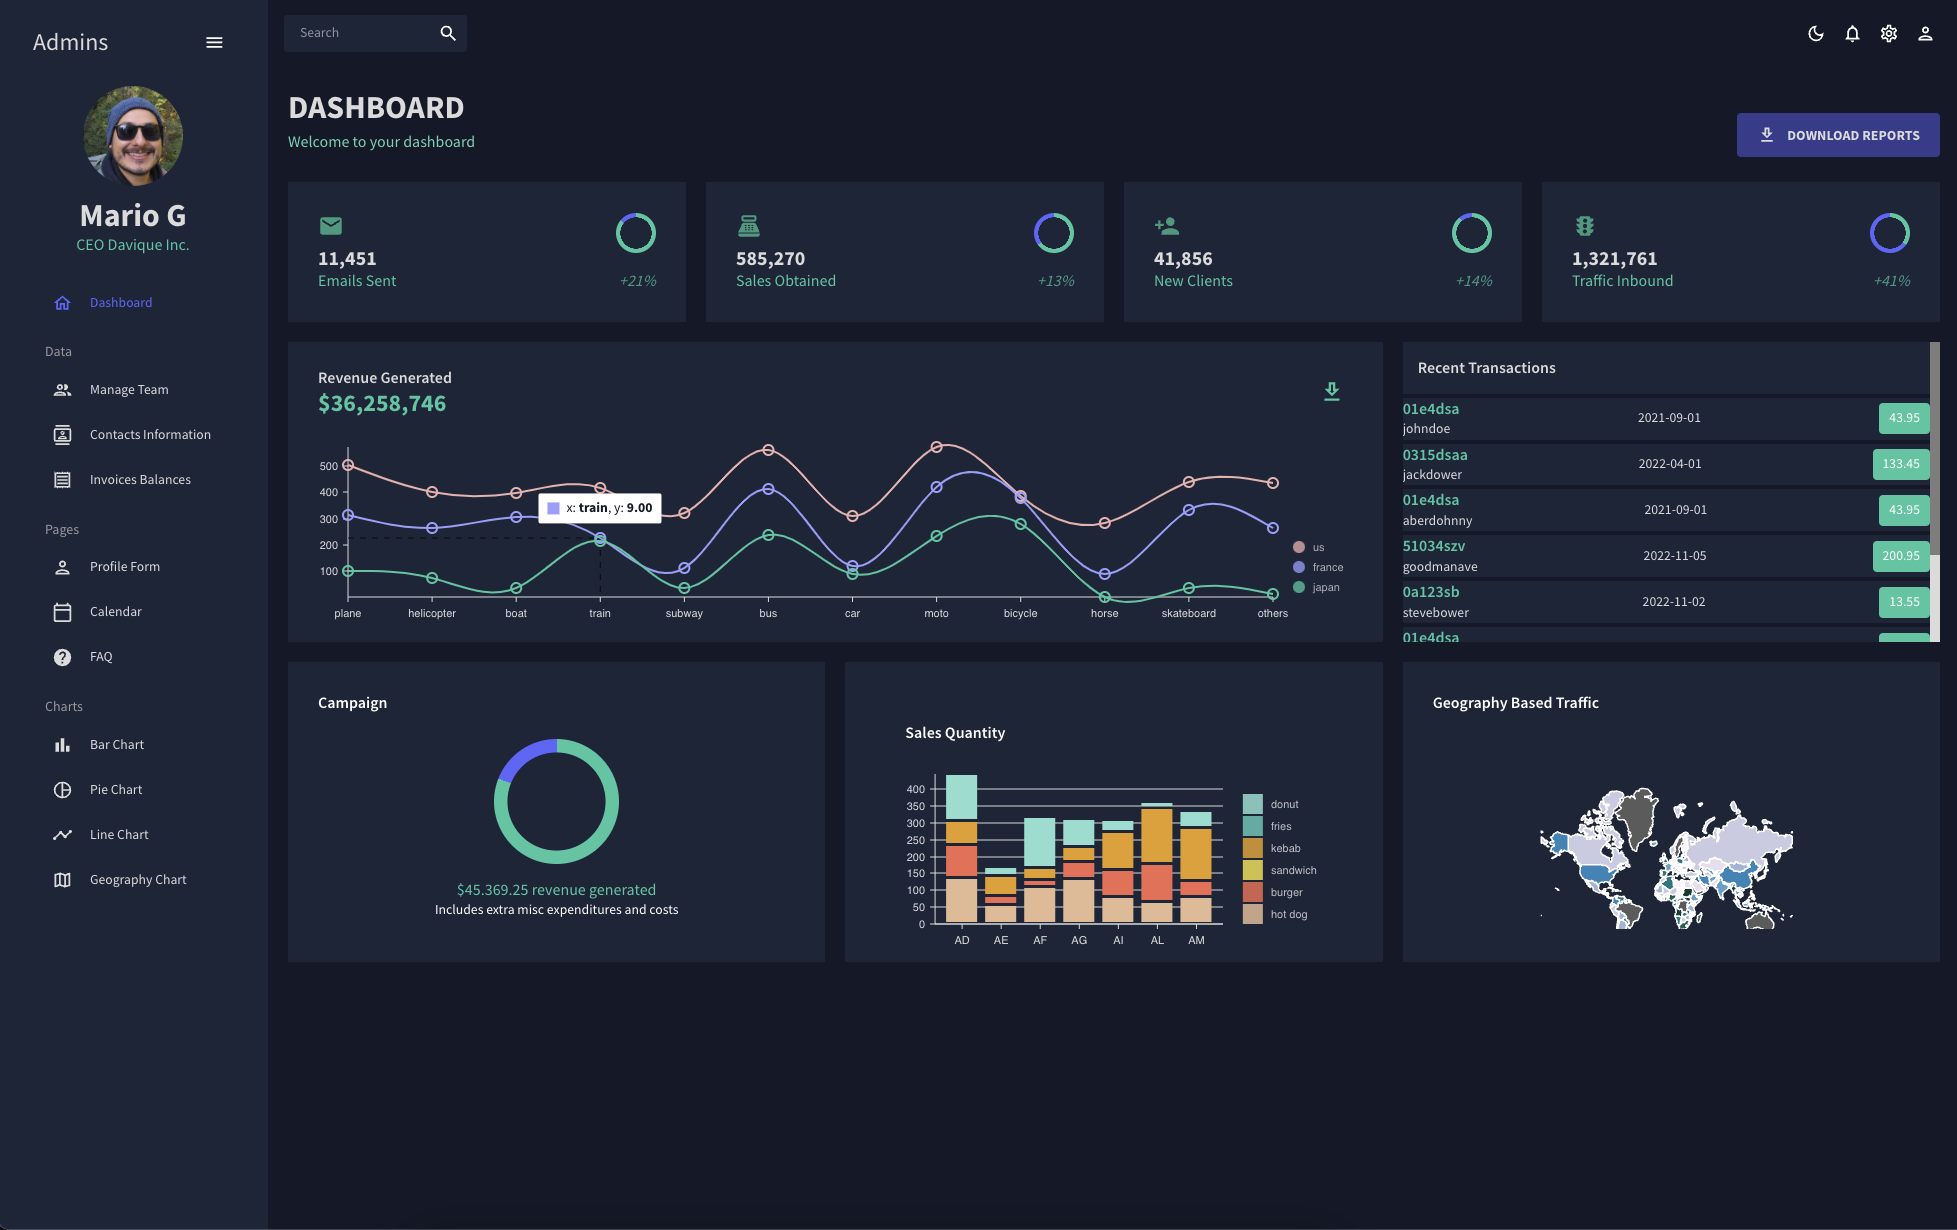 Admins
Mario G
CEO Davique Inc.
Dashboard
Data
Manage Team
Contacts Information
Invoices Balances
Pages
Profile Form
Calendar
FAQ
Charts
Bar Chart
Pie Chart
Line Chart
Geography Chart
Search
DASHBOARD
Welcome to your dashboard
DOWNLOAD REPORTS
11,451
Emails Sent
+21%
585,270
Sales Obtained
+13%
41,856
New Clients
+14%
1,321,761
Traffic Inbound
+41%
Revenue Generated
$36,258,746
500
400
300
200
100
x: train, y: 9.00
plane helicopter boat train subway bus car moto bicycle horse skateboard others
us
france
japan
Recent Transactions
01e4dsa
johndoe
2021-09-01
43.95
0315dsaa
jackdower
2022-04-01
133.45
01e4dsa
aberdohnny
2021-09-01
43.95
51034szv
goodmanave
2022-11-05
200.95
0a123sb
stevebower
2022-11-02
13.55
01e4dsa
Campaign
$45.369.25 revenue generated
Includes extra misc expenditures and costs
Sales Quantity
400
350
300
250
200
150
100
50
0
AD AE AF AG AI AL AM
donut
fries
kebab
sandwich
burger
hot dog
Geography Based Traffic